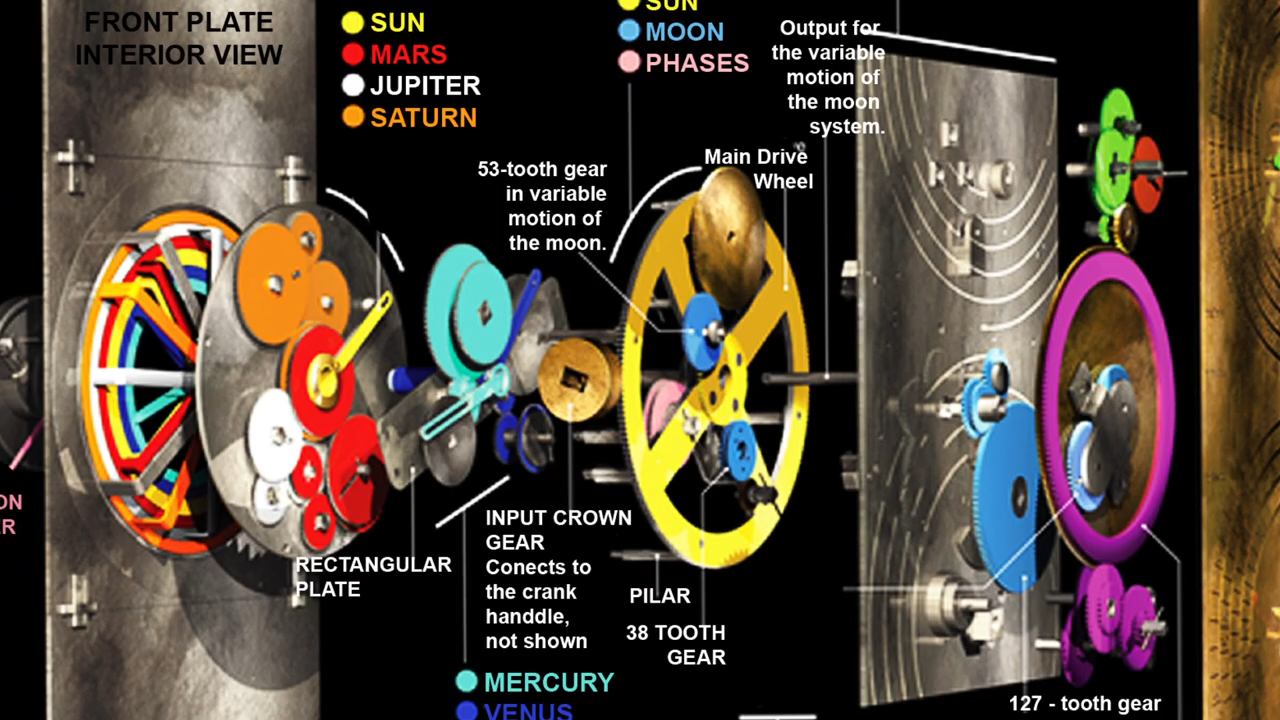 FRONT PLATE
INTERIOR VIEW
SUN
MARS
JUPITER
SATURN
SUN
MOON
PHASES
Output for
the variable
motion of
the moon
system.
Main Drive
Wheel
53-tooth gear
in variable
motion of
the moon.
ON
R
RECTANGULAR
PLATE
INPUT CROWN
GEAR
Conects to
the crank
handdle,
not shown
PILAR
38 TOOTH
GEAR
MERCURY
VENUS
127 - tooth gear